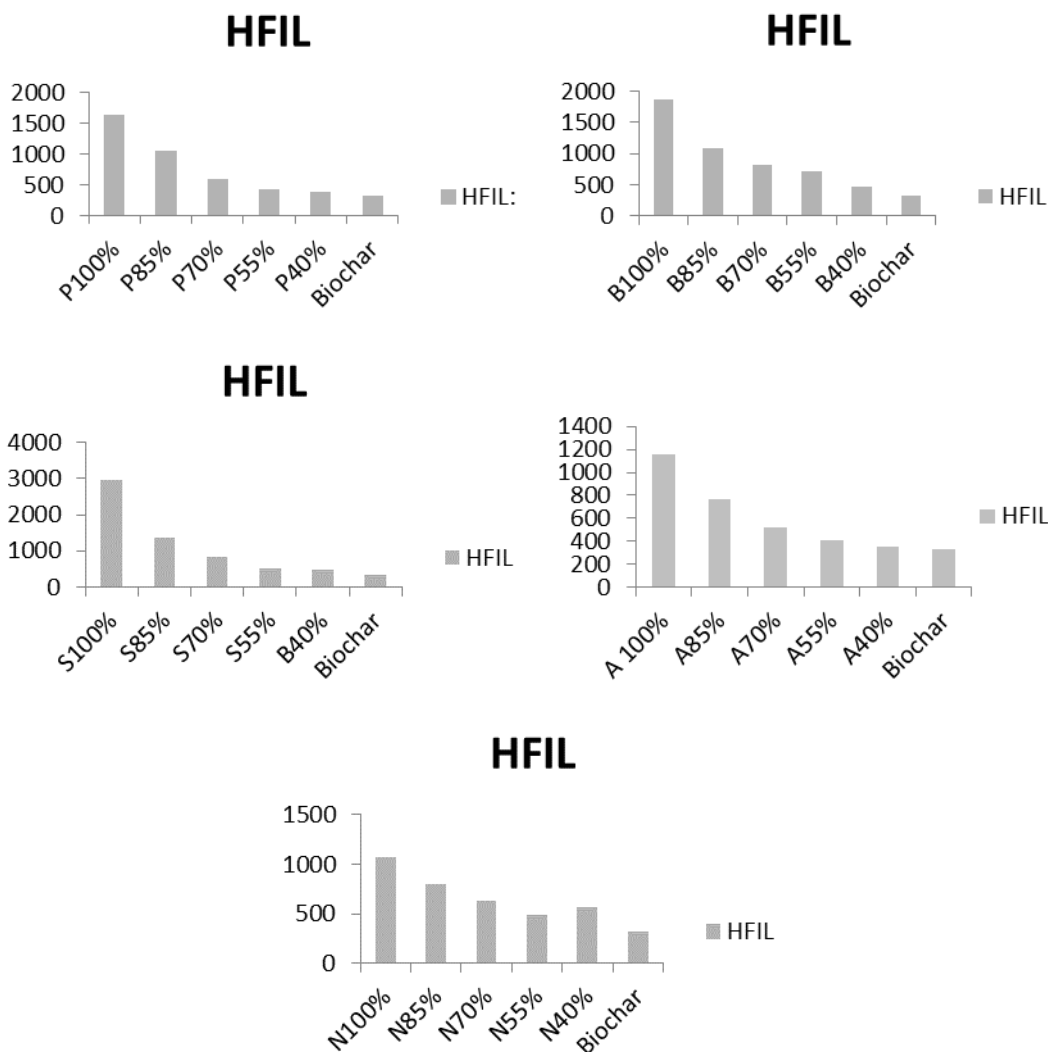 HFIL
2000
1500
1000
500
0
P100%
P85%
P70%
P55%
P40%
Biochar
HFIL:
HFIL
2000
1500
1000
500
0
B100%
B85%
B70%
B55%
B40%
Biochar
HFIL
HFIL
4000
3000
2000
1000
0
S100%
S85%
S70%
S55%
B40%
Biochar
HFIL
1400
1200
1000
800
600
400
200
0
A 100%
A85%
A70%
A55%
A40%
Biochar
HFIL
HFIL
1500
1000
500
0
N100%
N85%
N70%
N55%
N40%
Biochar
HFIL